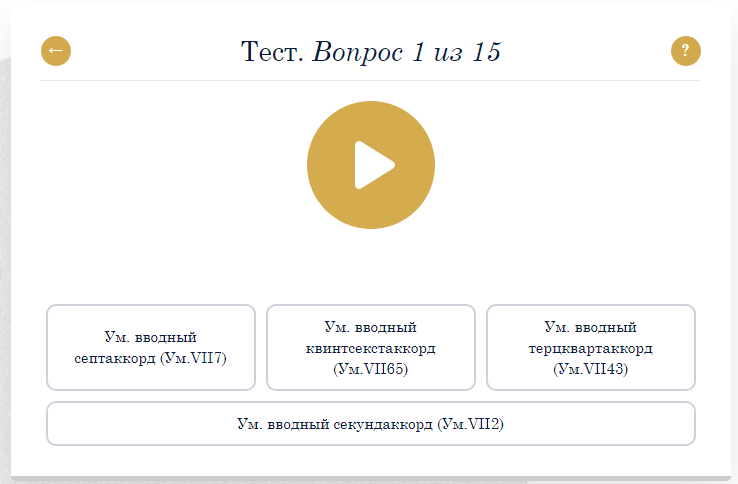 ←
Тест. Вопрос 1 из 15
?
Ум. вводный
септаккорд (Ум.VII7)
Ум. вводный
квинтсекстаккорд
(Ум.VII65)
Ум. вводный
терцквартаккорд
(Ум.VII43)
Ум. вводный секундаккорд (Ум.VII2)